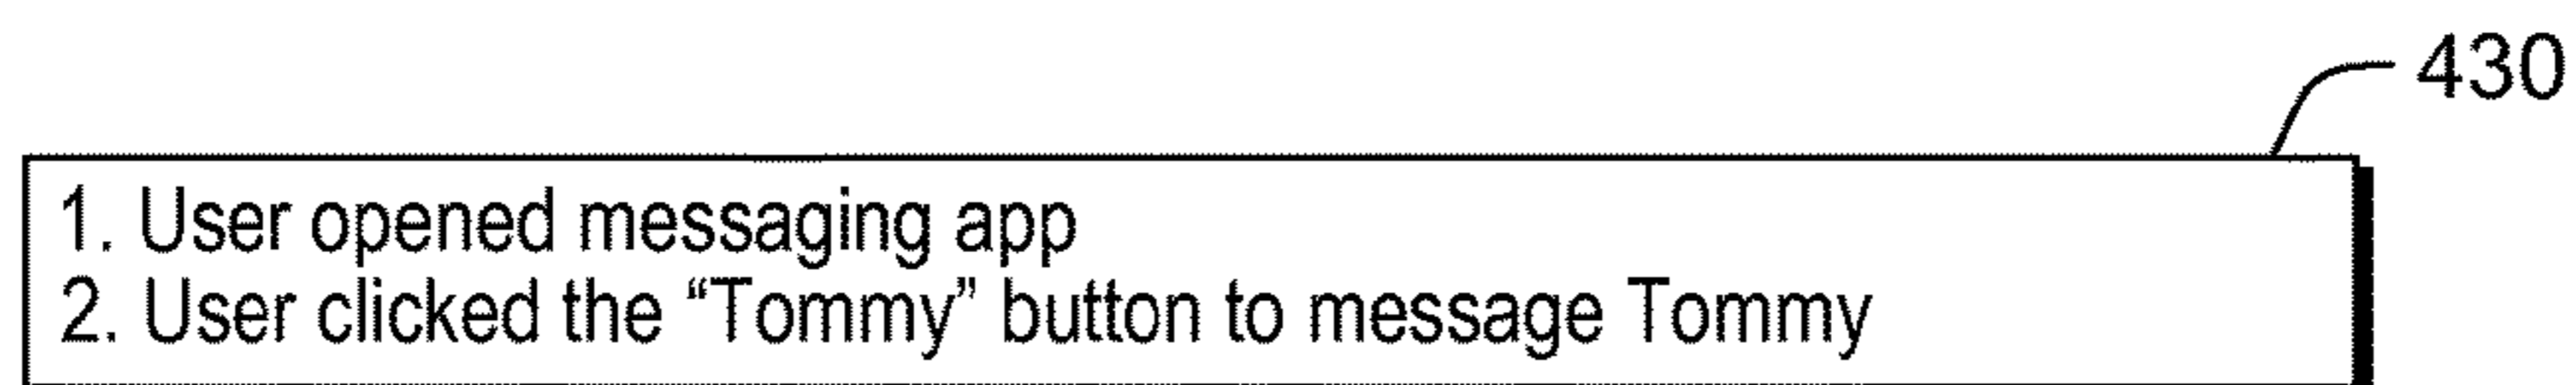 430
1. User opened messaging app
2. User clicked the “Tommy” button to message Tommy